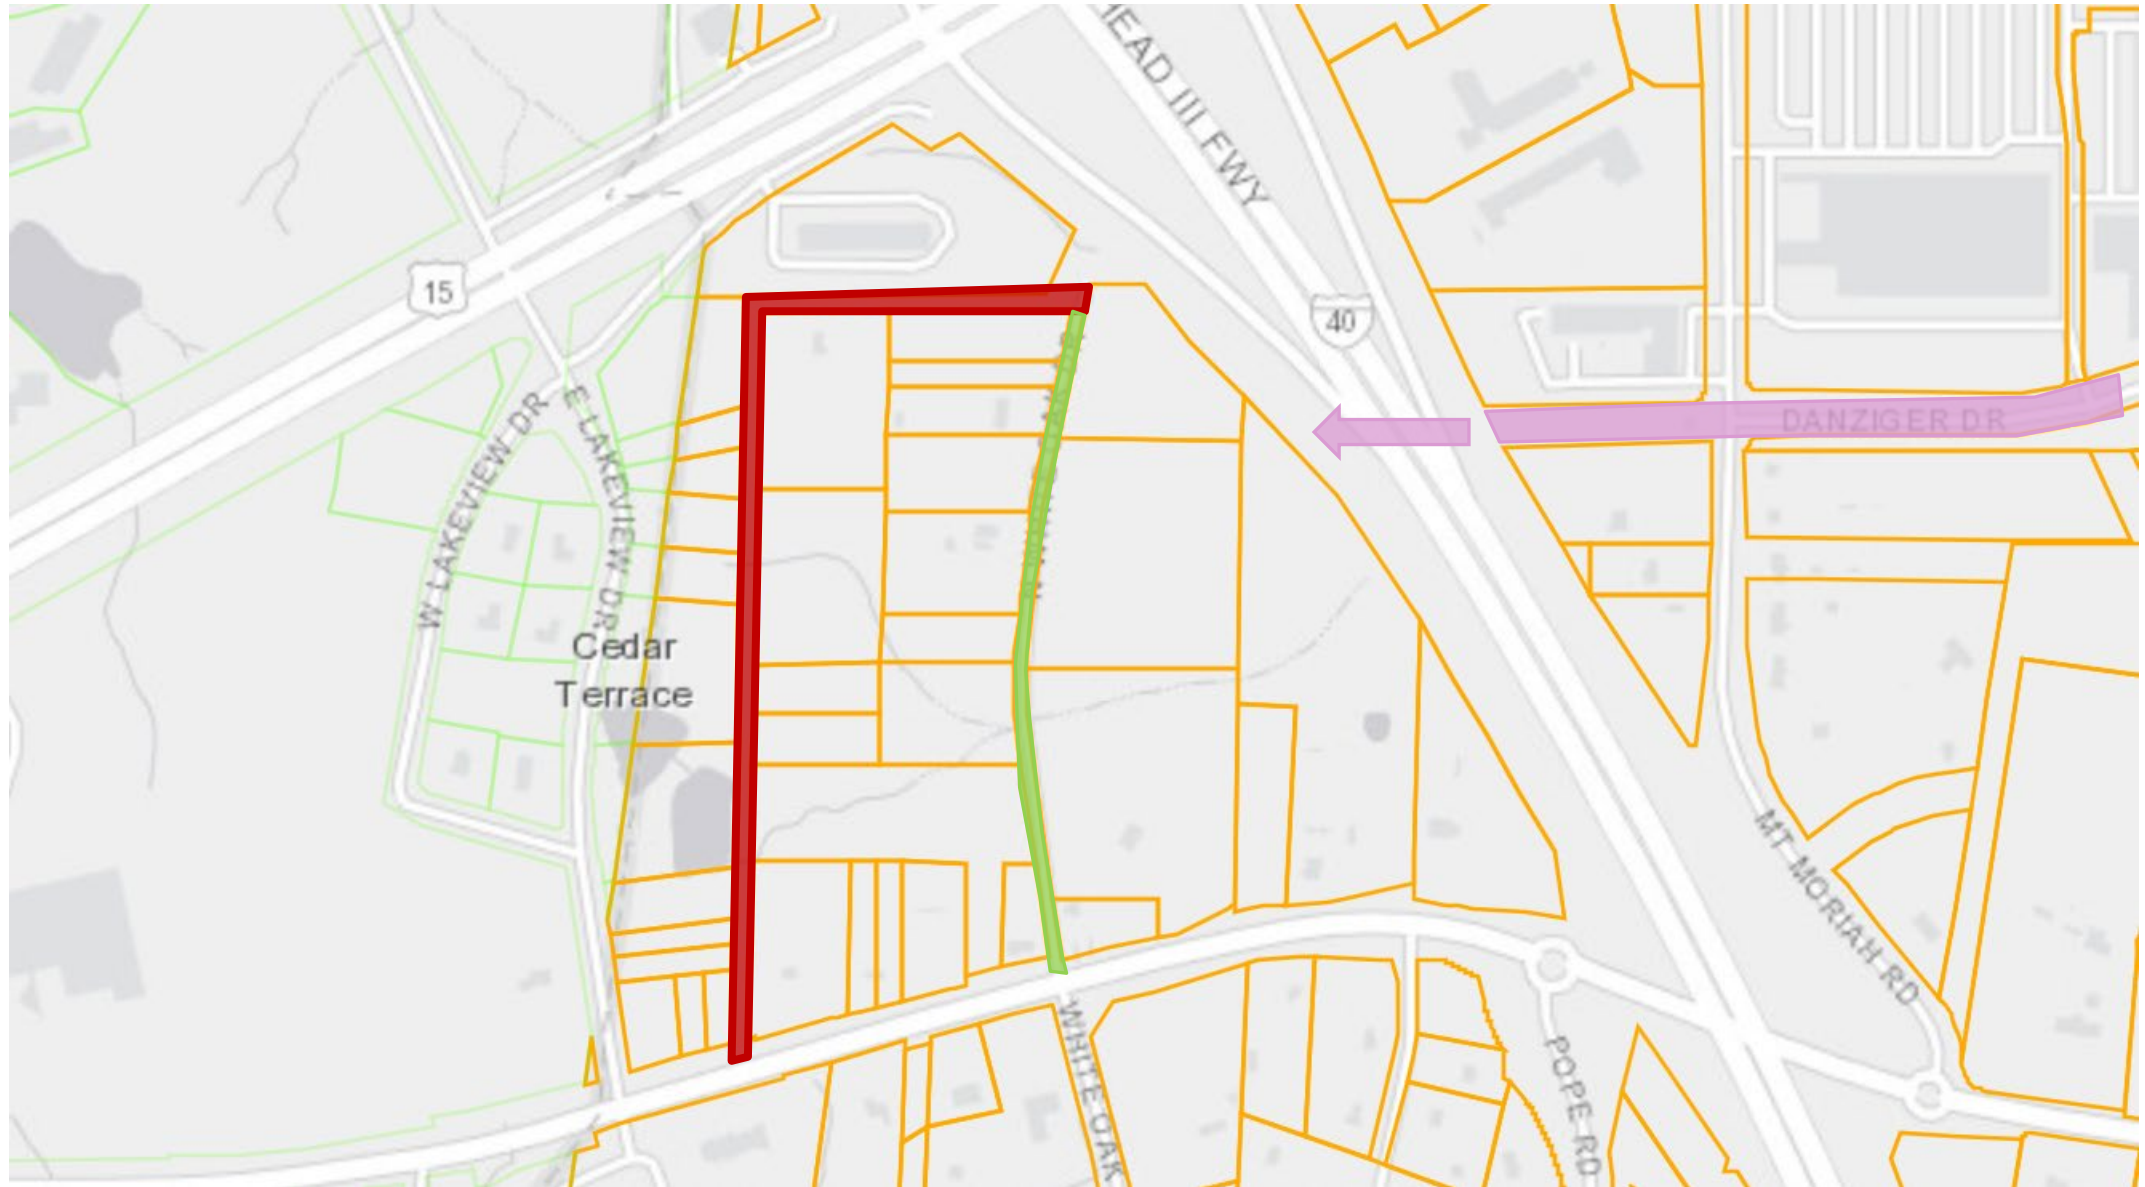 HEAD III FWY
15
40
DANZIGER DR
W LAKEVIEW DR
E LAKEVIEW DR
Cedar
Terrace
MT MORIAH RD
WHITE OAK
POPE RD